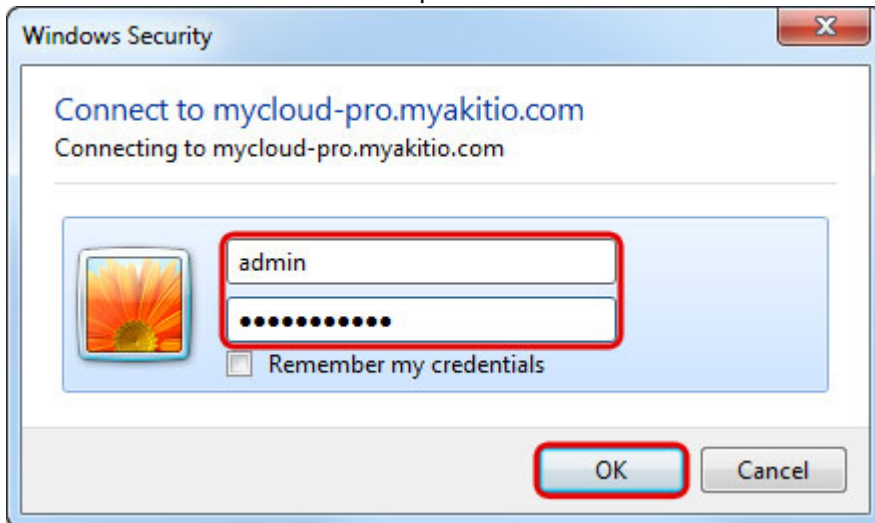 Windows Security
Connect to mycloud-pro.myakitio.com
Connecting to mycloud-pro.myakitio.com
admin
●●●●●●●●●●●
Remember my credentials
OK Cancel